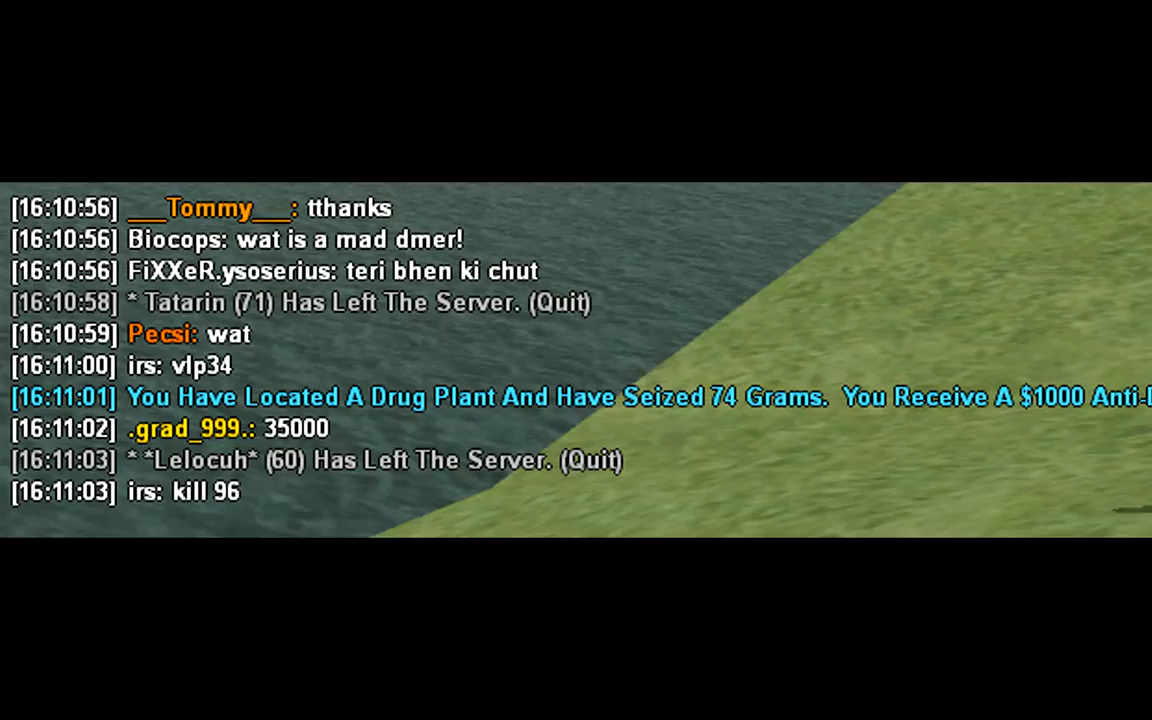 [16:10:56] ___Tommy___: tthanks
[16:10:56] Biocops: wat is a mad dmer!
[16:10:56] FiXXeR.ysoserius: teri bhen ki chut
[16:10:58] * Tatarin (71) Has Left The Server. (Quit)
[16:10:59] Pecsi: wat
[16:11:00] irs: vlp34
[16:11:01] You Have Located A Drug Plant And Have Seized 74 Grams.  You Receive A $1000 Anti-
[16:11:02] .grad_999.: 35000
[16:11:03] * *Lelocuh* (60) Has Left The Server. (Quit)
[16:11:03] irs: kill 96